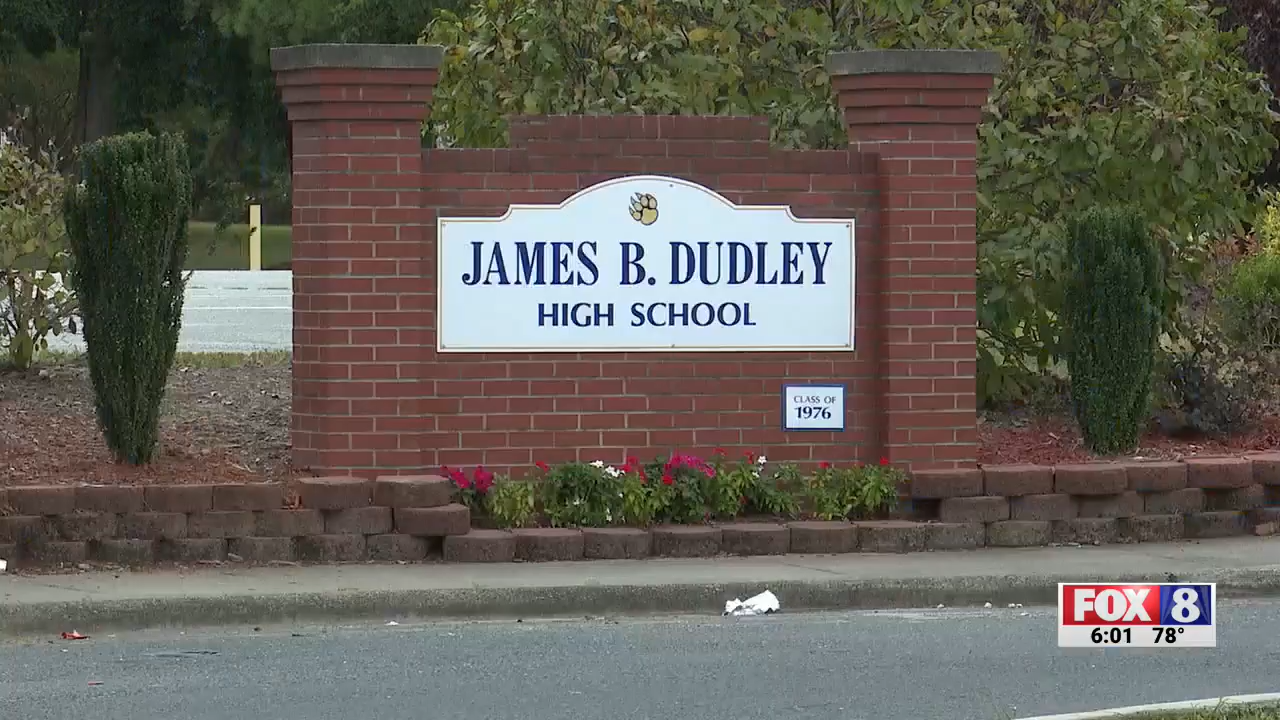 JAMES B. DUDLEY
HIGH SCHOOL
CLASS OF
1976
FOX 8
6:01 78°